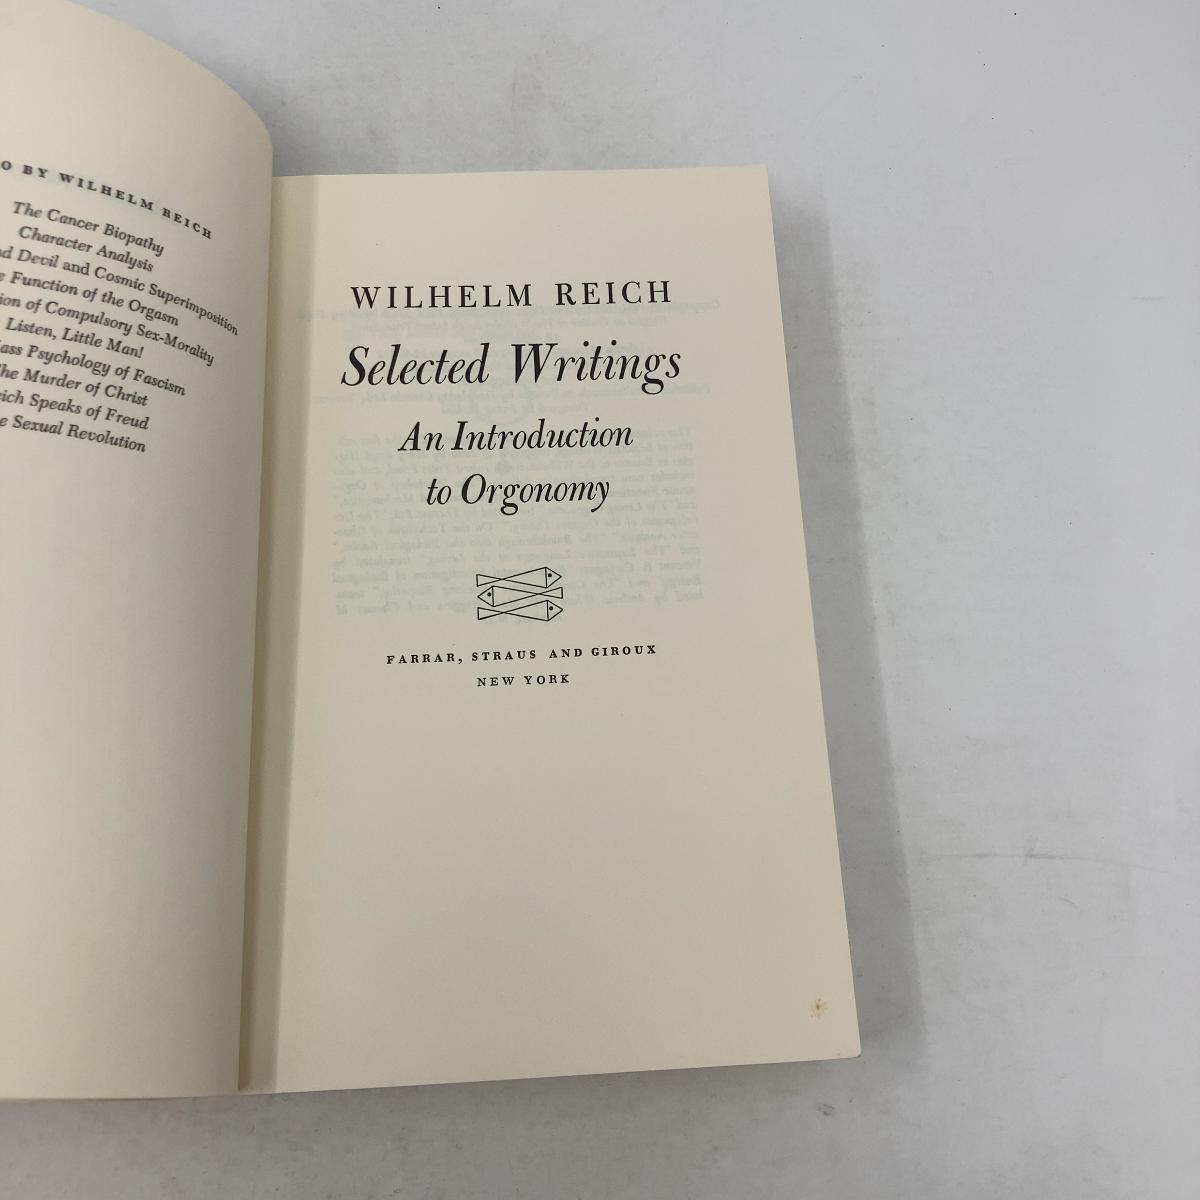 O BY WILHELM REICH
The Cancer Biopathy
Character Analysis
Devil and Cosmic Superimposition
Function of the Orgasm
of Compulsory Sex-Morality
Listen, Little Man!
Psychology of Fascism
The Murder of Christ
Speaks of Freud
Sexual Revolution
WILHELM REICH
Selected Writings
An Introduction
to Orgonomy
FARRAR, STRAUS AND GIROUX
NEW YORK